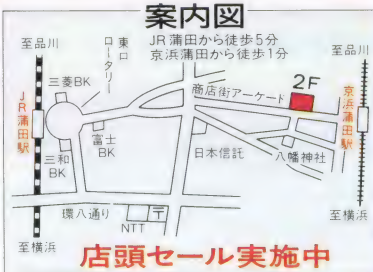 案内図
JR蒲田から徒歩5分
京浜蒲田から徒歩1分
至品川
東口
ロータリー
至品川
三菱BK
商店街アーケード
2F
JR蒲田駅
京浜蒲田駅
三和
BK
富士
BK
日本信託
八幡神社
環八通り
NTT
〒
至横浜
至横浜
店頭セール実施中